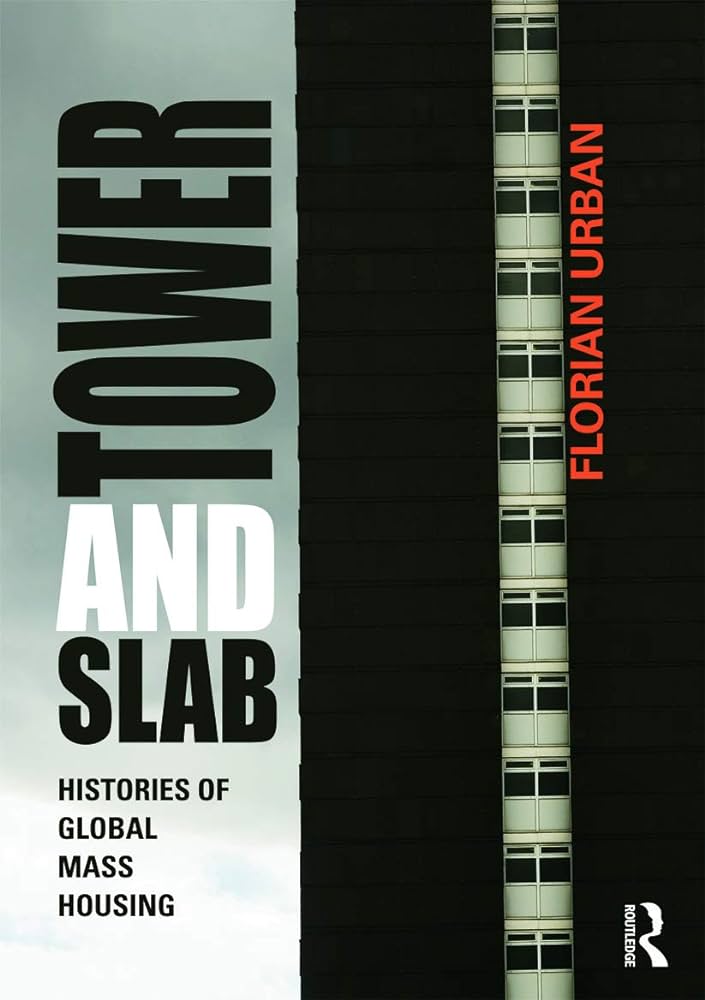 TOWER
AND
SLAB
HISTORIES OF
GLOBAL
MASS
HOUSING
FLORIAN URBAN
ROUTLEDGE